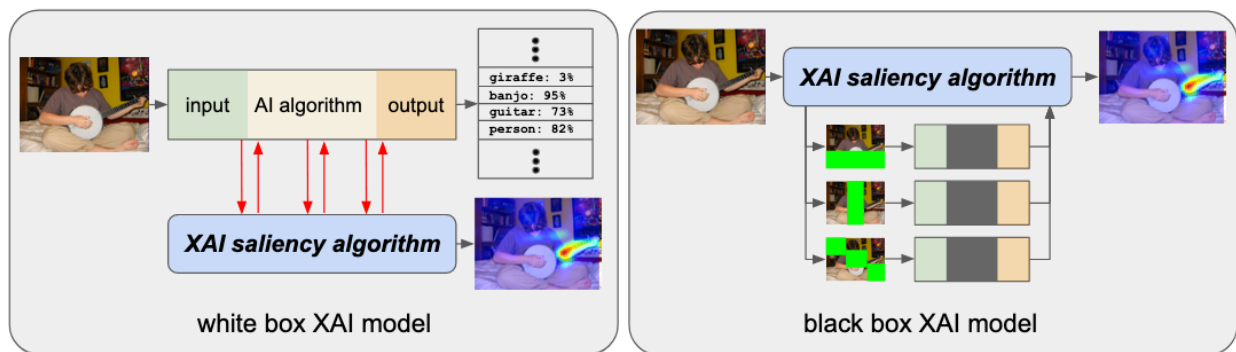 input
AI algorithm
output
giraffe: 3%
banjo: 95%
guitar: 73%
person: 82%
XAI saliency algorithm
white box XAI model
XAI saliency algorithm
black box XAI model